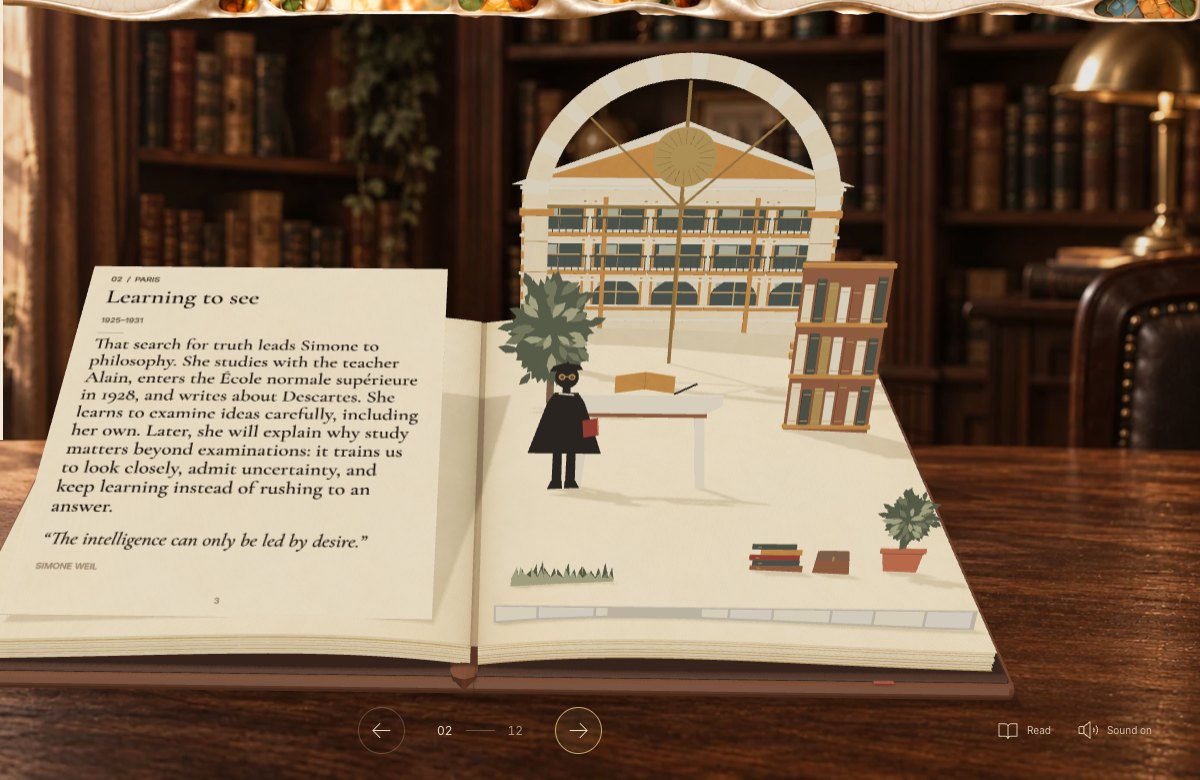 02 / PARIS
Learning to see
1925–1931
That search for truth leads Simone to
philosophy. She studies with the teacher
Alain, enters the École normale supérieure
in 1928, and writes about Descartes. She
learns to examine ideas carefully, including
her own. Later, she will explain why study
matters beyond examinations: it trains us
to look closely, admit uncertainty, and
keep learning instead of rushing to an
answer.
“The intelligence can only be led by desire.”
SIMONE WEIL
3
02 — 12
Read
Sound on